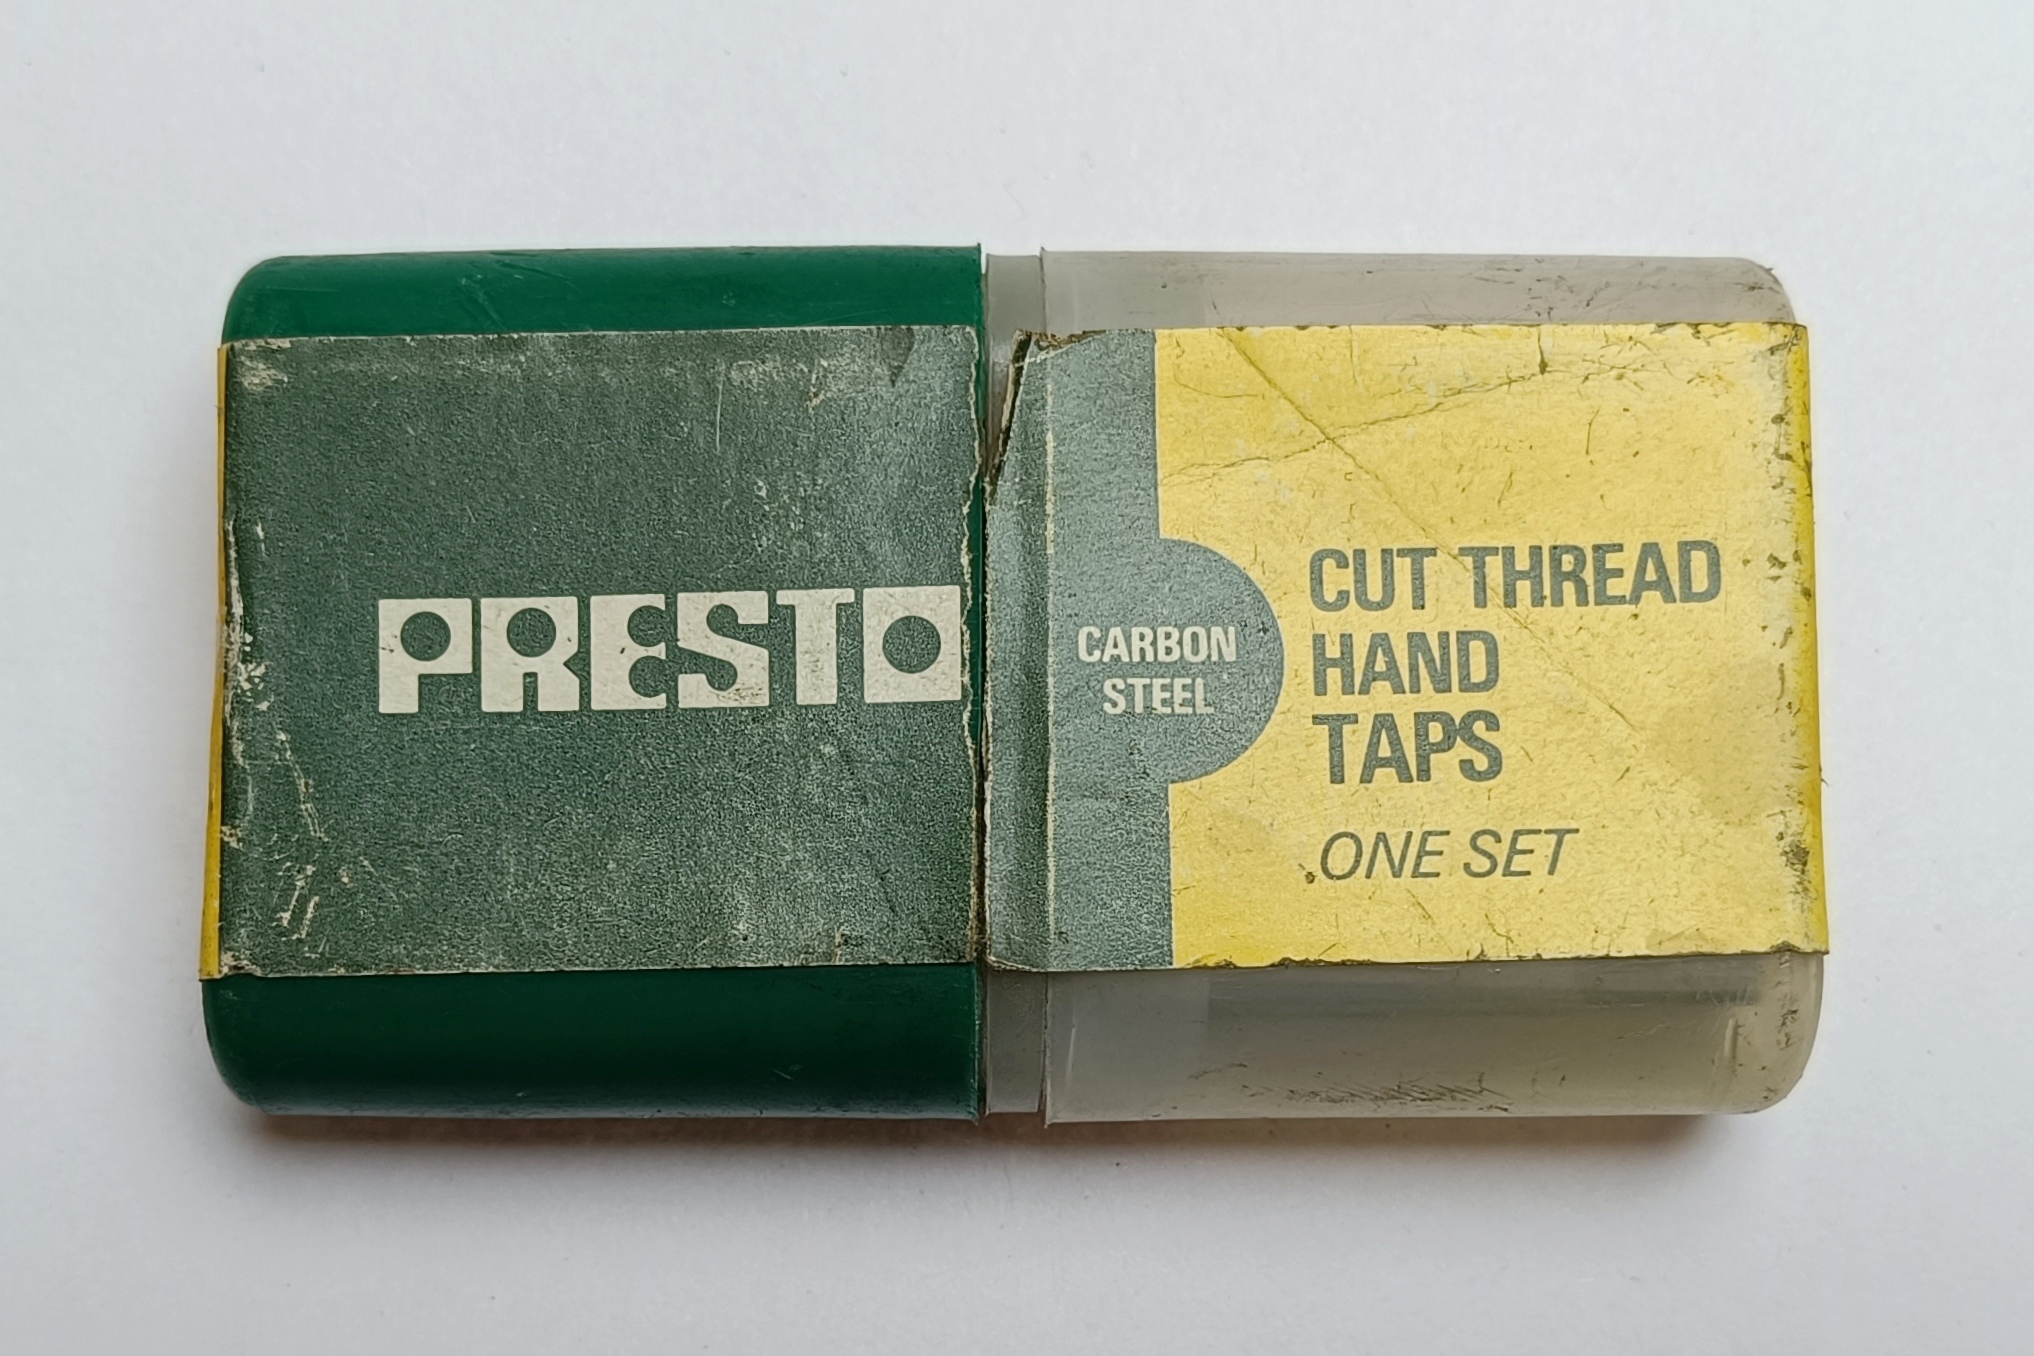 PRESTO
CARBON
STEEL
CUT THREAD
HAND
TAPS
ONE SET